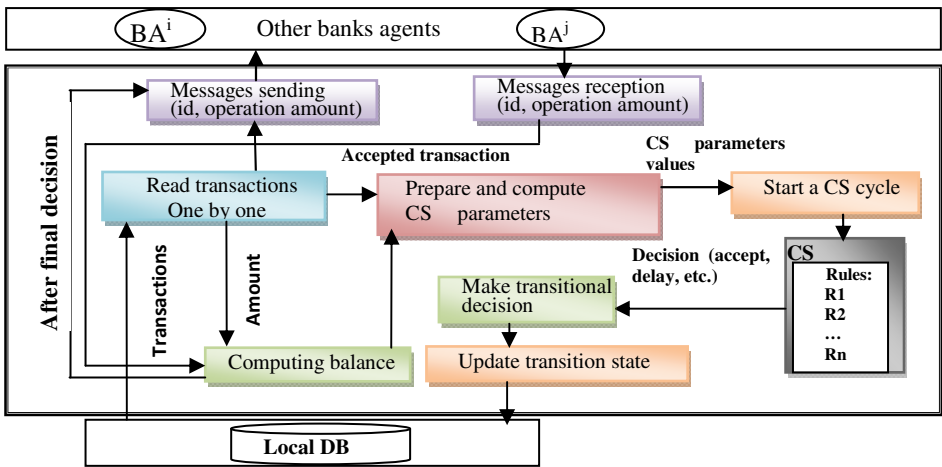 BAⁱ
Other banks agents
BAʲ
Messages sending
(id, operation amount)
Messages reception
(id, operation amount)
Accepted transaction
CS parameters
values
Read transactions
One by one
Prepare and compute
CS parameters
Start a CS cycle
After final decision
Transactions
Amount
Decision (accept,
delay, etc.)
CS
Rules:
R1
R2
...
Rn
Make transitional
decision
Computing balance
Update transition state
Local DB